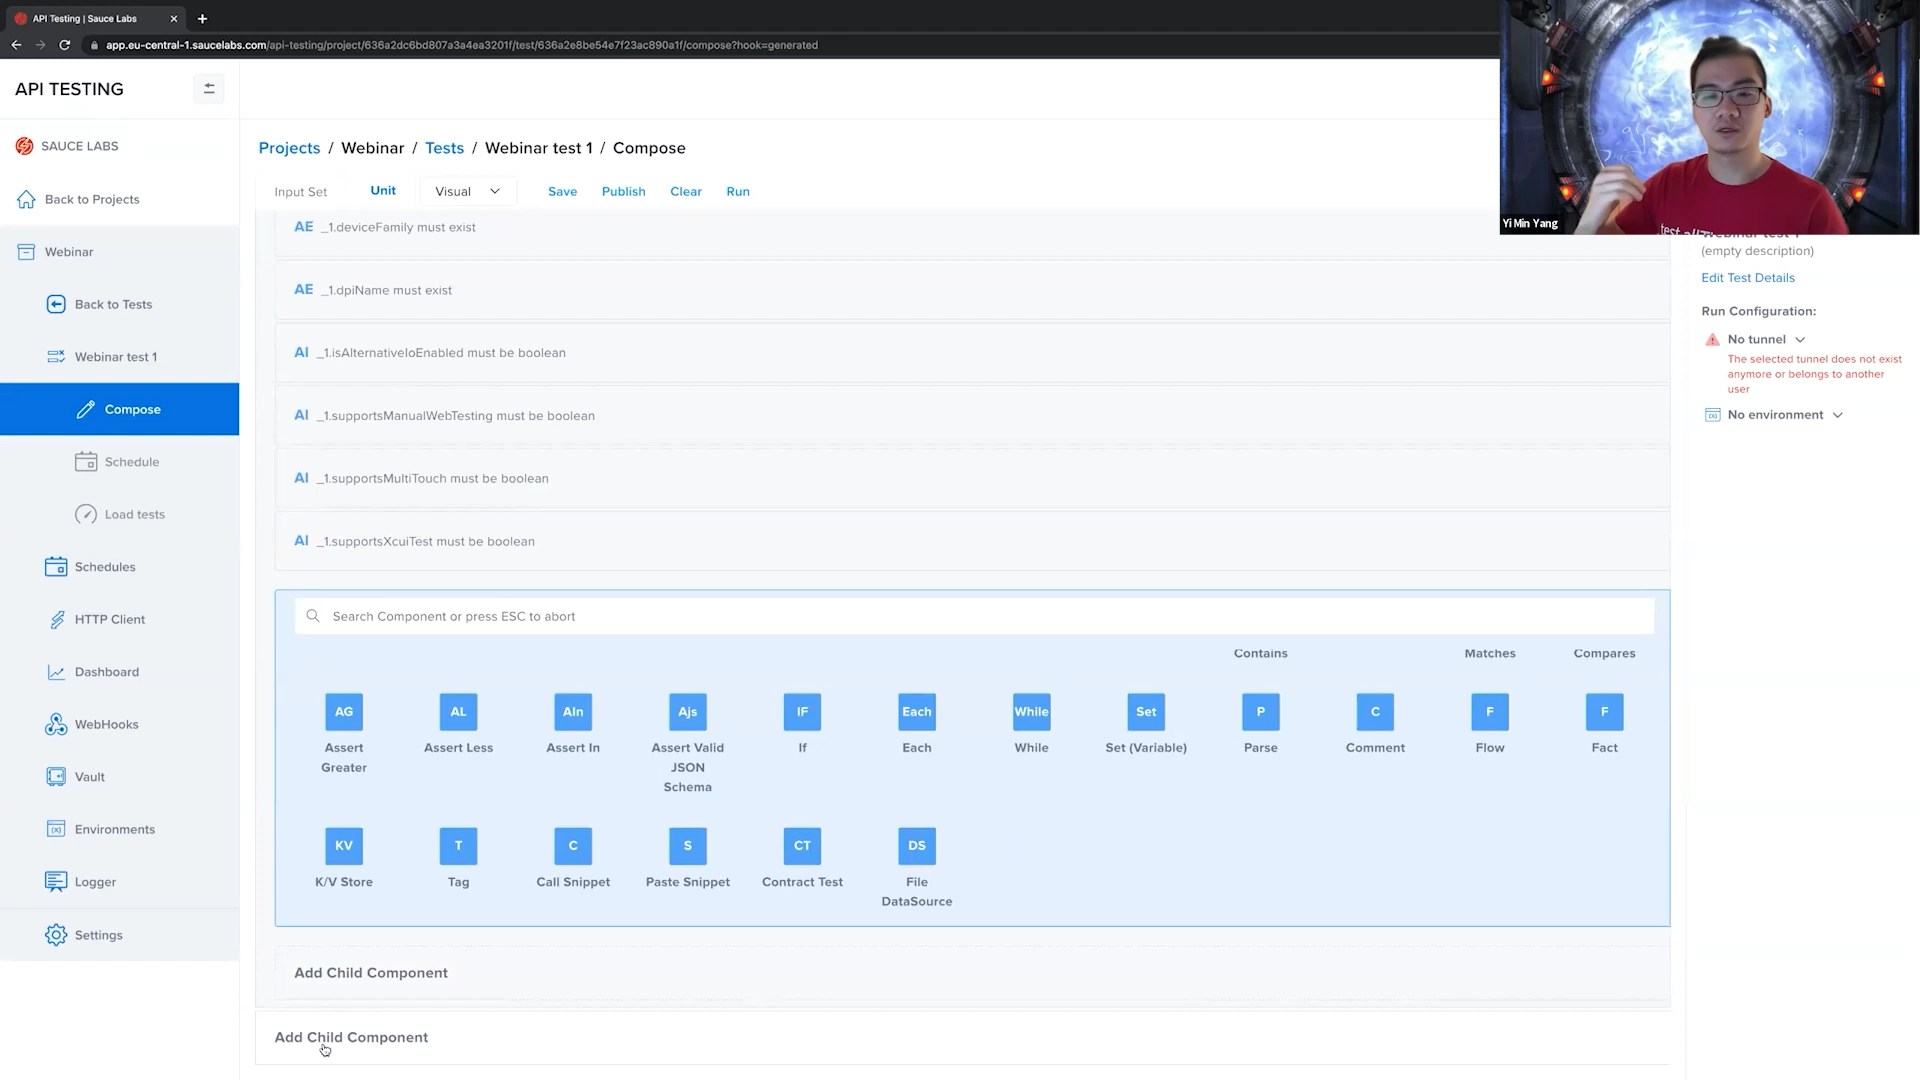 API Testing | Sauce Labs
app.eu-central-1.saucelabs.com/api-testing/project/636a2dc6bd807a3a4ea3201f/test/636a2e8be54e7f23ac890a1f/compose?hook=generated
API TESTING
SAUCE LABS
Back to Projects
Webinar
Back to Tests
Webinar test 1
Compose
Schedule
Load tests
Schedules
HTTP Client
Dashboard
WebHooks
Vault
Environments
Logger
Settings
Projects / Webinar / Tests / Webinar test 1 / Compose
Input Set Unit Visual Save Publish Clear Run
AE _1.deviceFamily must exist
AE _1.dpiName must exist
AI _1.isAlternativeIoEnabled must be boolean
AI _1.supportsManualWebTesting must be boolean
AI _1.supportsMultiTouch must be boolean
AI _1.supportsXcuiTest must be boolean
Search Component or press ESC to abort
Contains Matches Compares
AG AL AIn Ajs IF Each While Set P C F F
Assert Assert Less Assert In Assert Valid If Each While Set (Variable) Parse Comment Flow Fact
Greater JSON
Schema
KV T C S CT DS
K/V Store Tag Call Snippet Paste Snippet Contract Test File
DataSource
Add Child Component
Add Child Component
Yi Min Yang
Webinar test 1
(empty description)
Edit Test Details
Run Configuration:
No tunnel
The selected tunnel does not exist
anymore or belongs to another
user
No environment